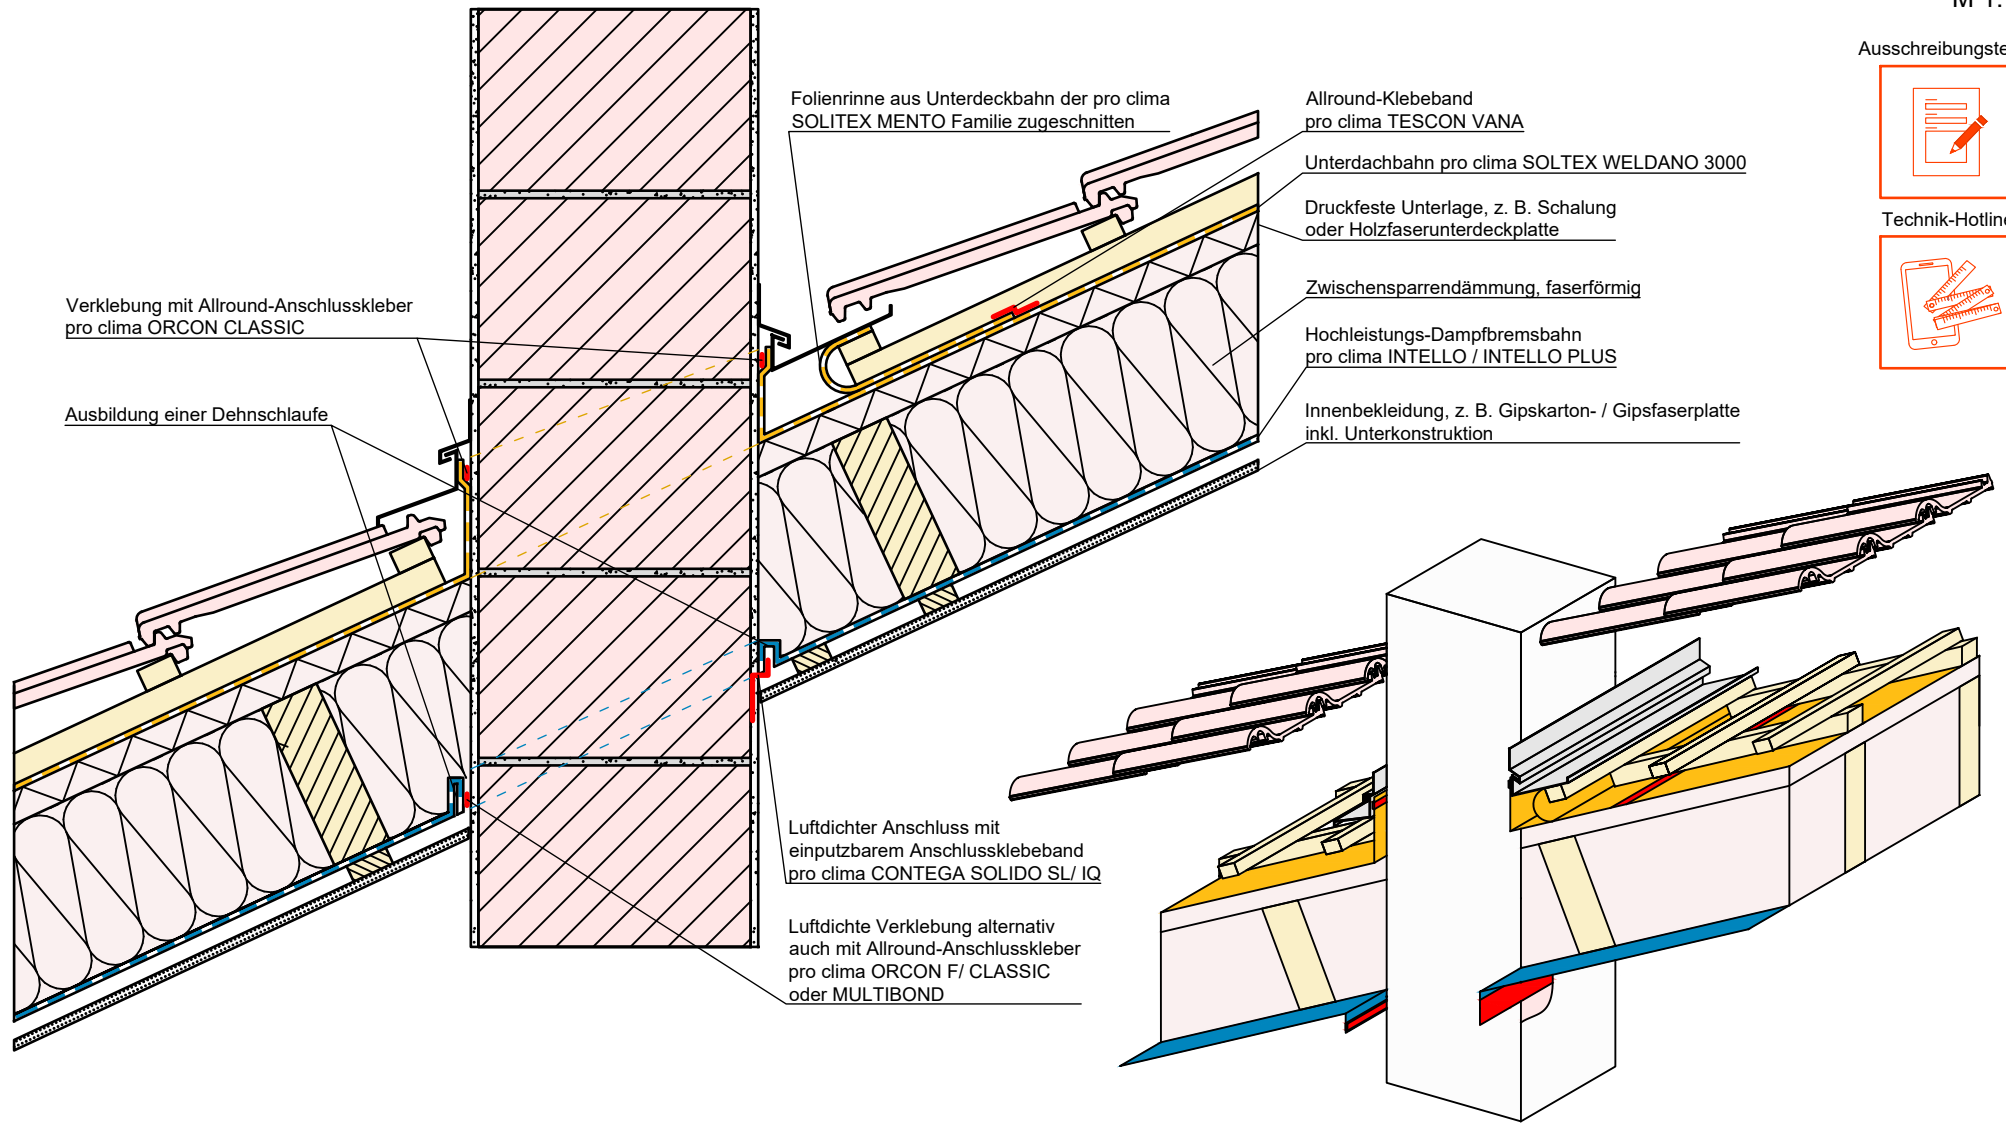 M 1:
Ausschreibungste
Folienrinne aus Unterdeckbahn der pro clima
SOLITEX MENTO Familie zugeschnitten
Allround-Klebeband
pro clima TESCON VANA
Unterdachbahn pro clima SOLTEX WELDANO 3000
Druckfeste Unterlage, z. B. Schalung
oder Holzfaserunterdeckplatte
Technik-Hotline
Zwischensparrendämmung, faserförmig
Verklebung mit Allround-Anschlusskleber
pro clima ORCON CLASSIC
Hochleistungs-Dampfbremsbahn
pro clima INTELLO / INTELLO PLUS
Ausbildung einer Dehnschlaufe
Innenbekleidung, z. B. Gipskarton- / Gipsfaserplatte
inkl. Unterkonstruktion
Luftdichter Anschluss mit
einputzbarem Anschlussklebeband
pro clima CONTEGA SOLIDO SL/ IQ
Luftdichte Verklebung alternativ
auch mit Allround-Anschlusskleber
pro clima ORCON F/ CLASSIC
oder MULTIBOND